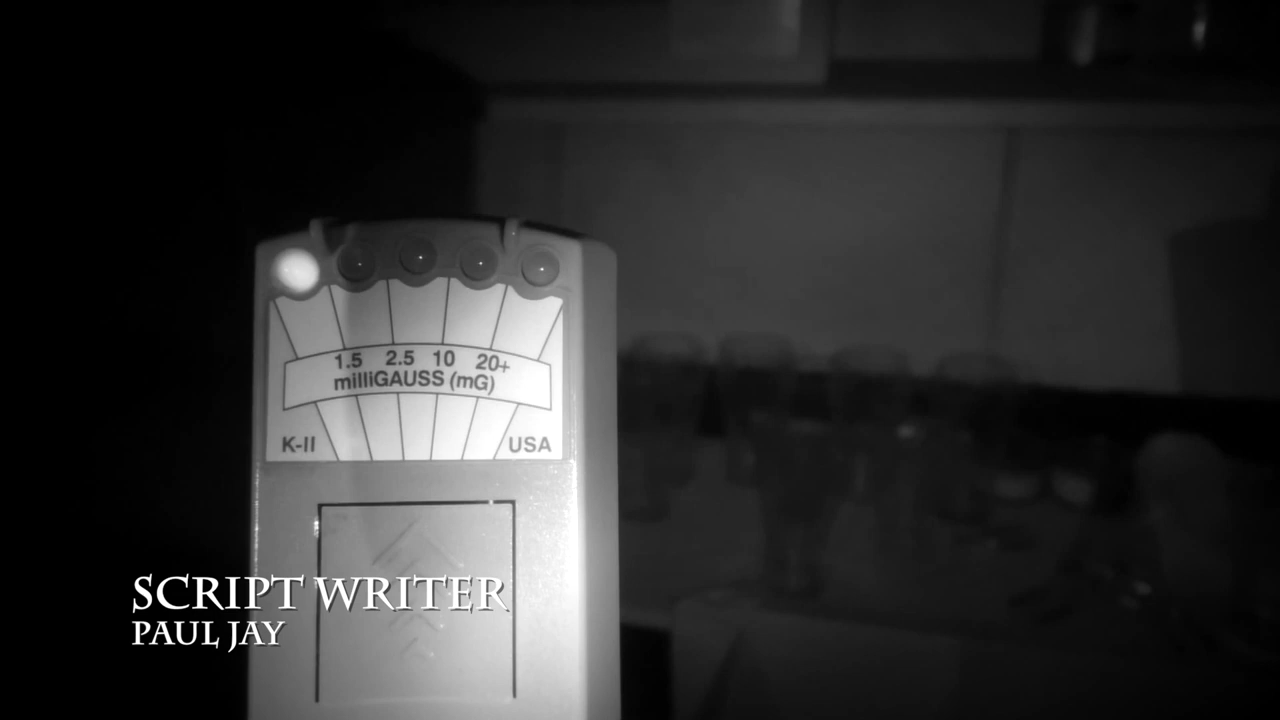 1.5 2.5 10 20+
milliGAUSS (mG)
K-II USA
SCRIPT WRITER
PAUL JAY